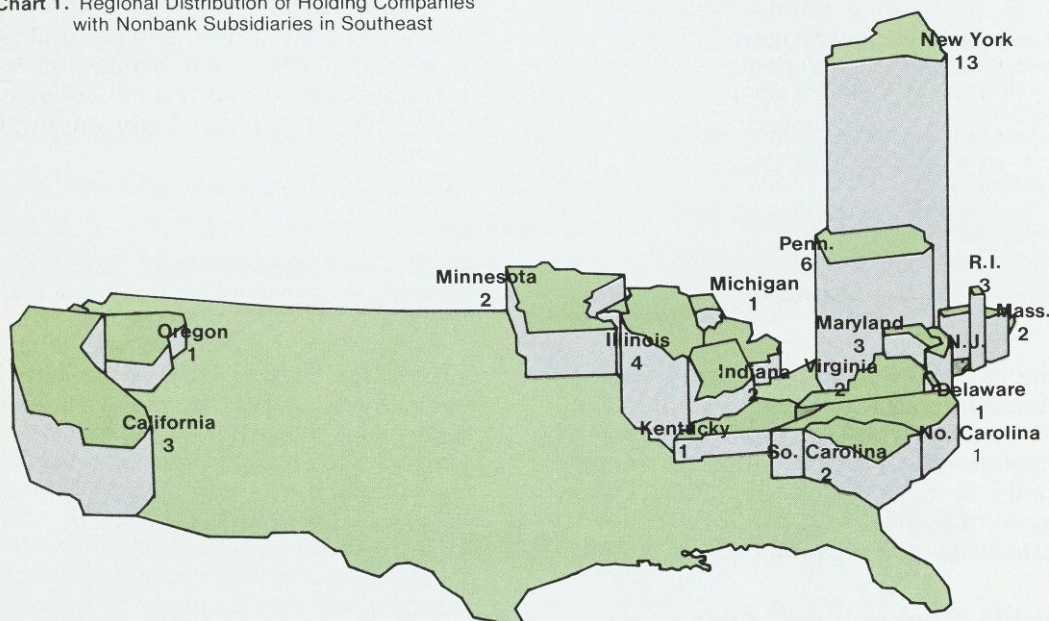 Chart 1. Regional Distribution of Holding Companies
with Nonbank Subsidiaries in Southeast
New York
13
Penn.
6
R.I.
3
Minnesota
2
Michigan
1
Mass.
2
Maryland
3
Oregon
1
Illinois
4
N.J.
Indiana
2
Virginia
2
Delaware
1
California
3
Kentucky
1
No. Carolina
1
So. Carolina
2